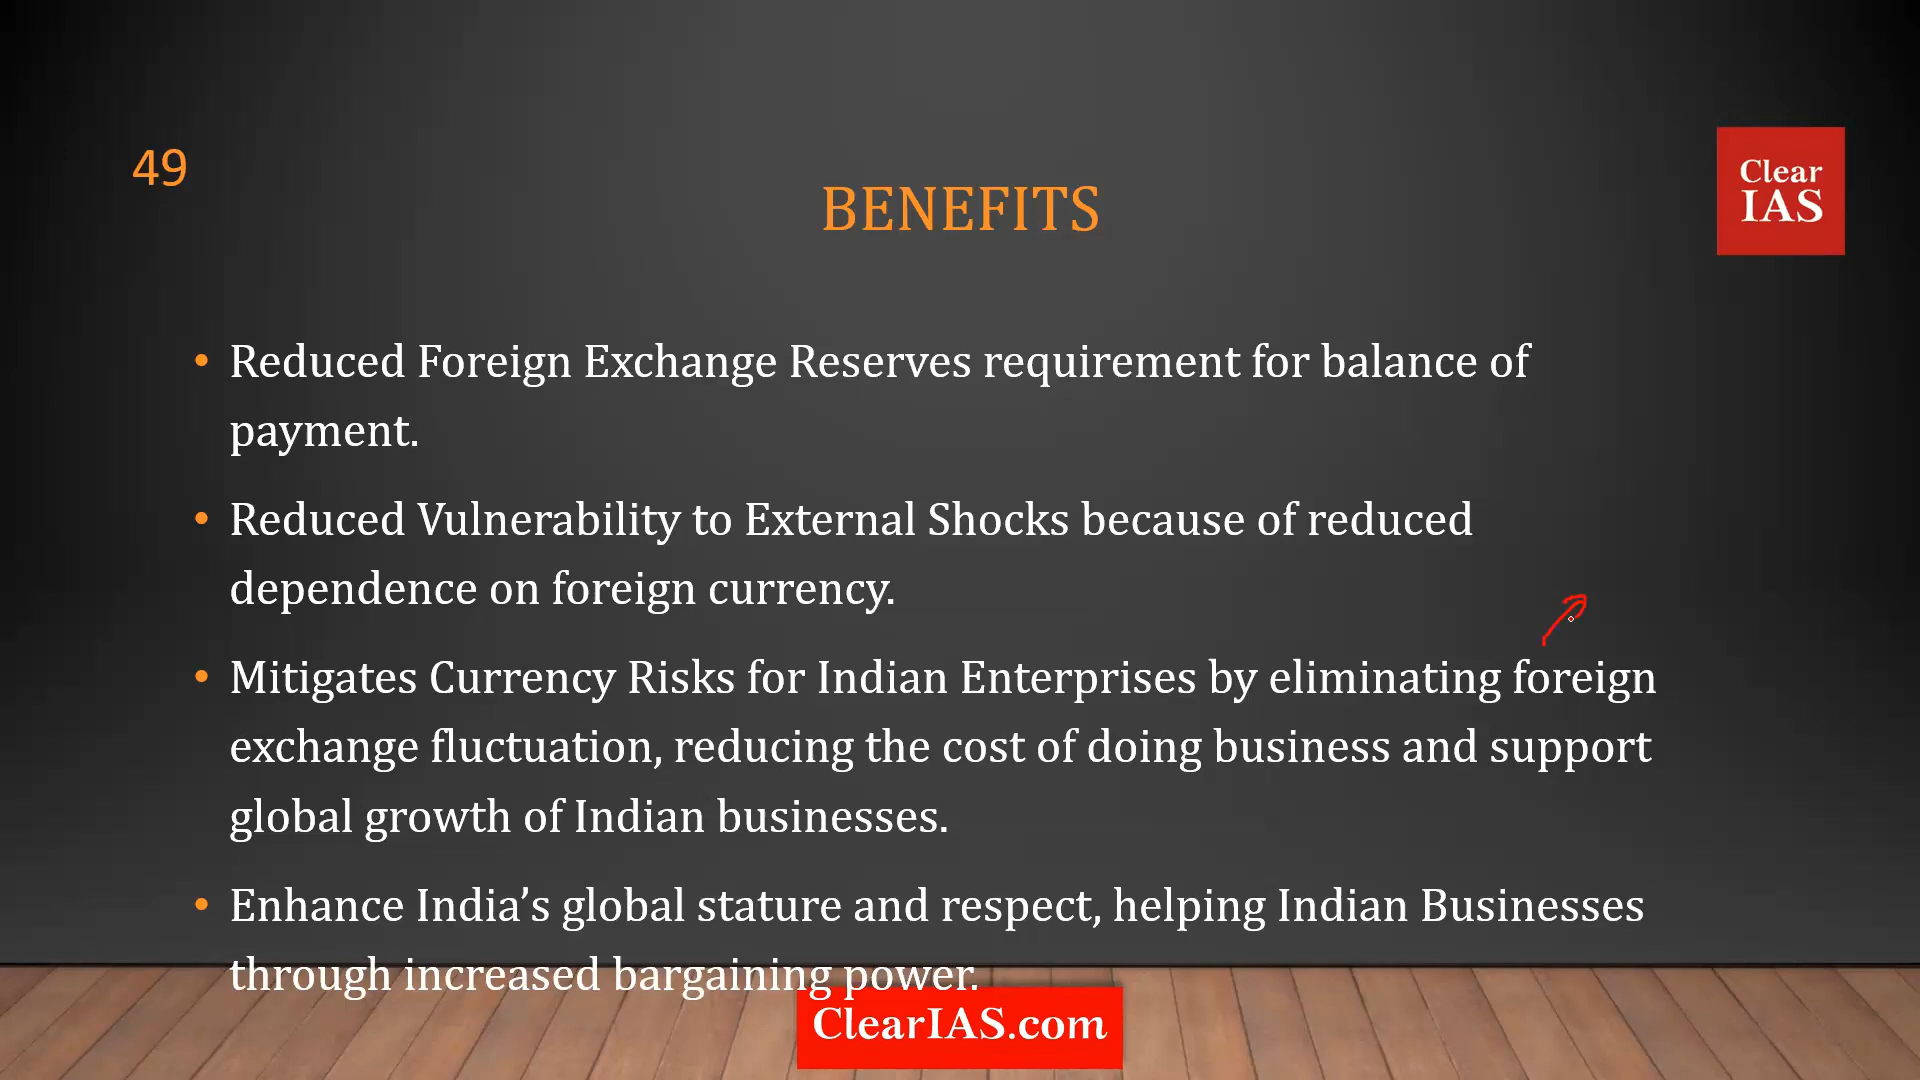 49
Clear
IAS
BENEFITS
• Reduced Foreign Exchange Reserves requirement for balance of
payment.
• Reduced Vulnerability to External Shocks because of reduced
dependence on foreign currency.
• Mitigates Currency Risks for Indian Enterprises by eliminating foreign
exchange fluctuation, reducing the cost of doing business and support
global growth of Indian businesses.
• Enhance India’s global stature and respect, helping Indian Businesses
through increased bargaining power.
ClearIAS.com